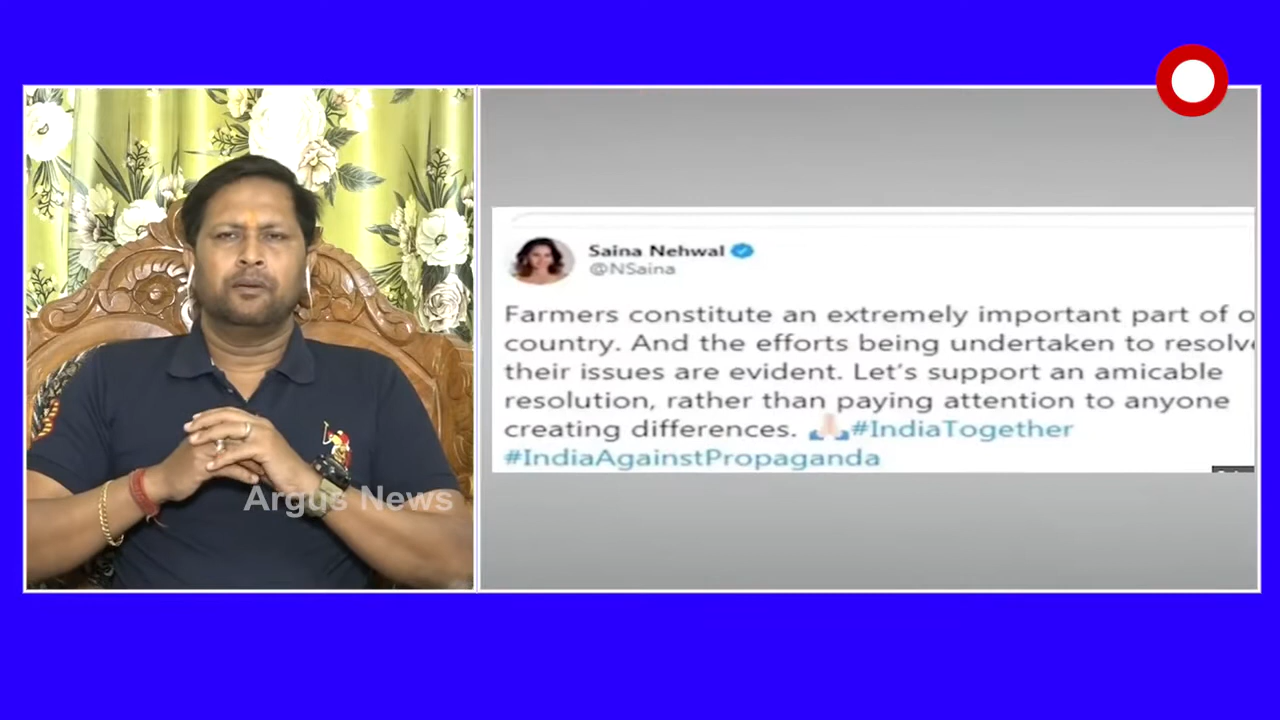 Argus News
Saina Nehwal
@NSaina
Farmers constitute an extremely important part of
country. And the efforts being undertaken to
their issues are evident. Let's support an amicable
resolution, rather than paying attention to anyone
creating differences. 🙏🏻#IndiaTogether
#IndiaAgainstPropaganda